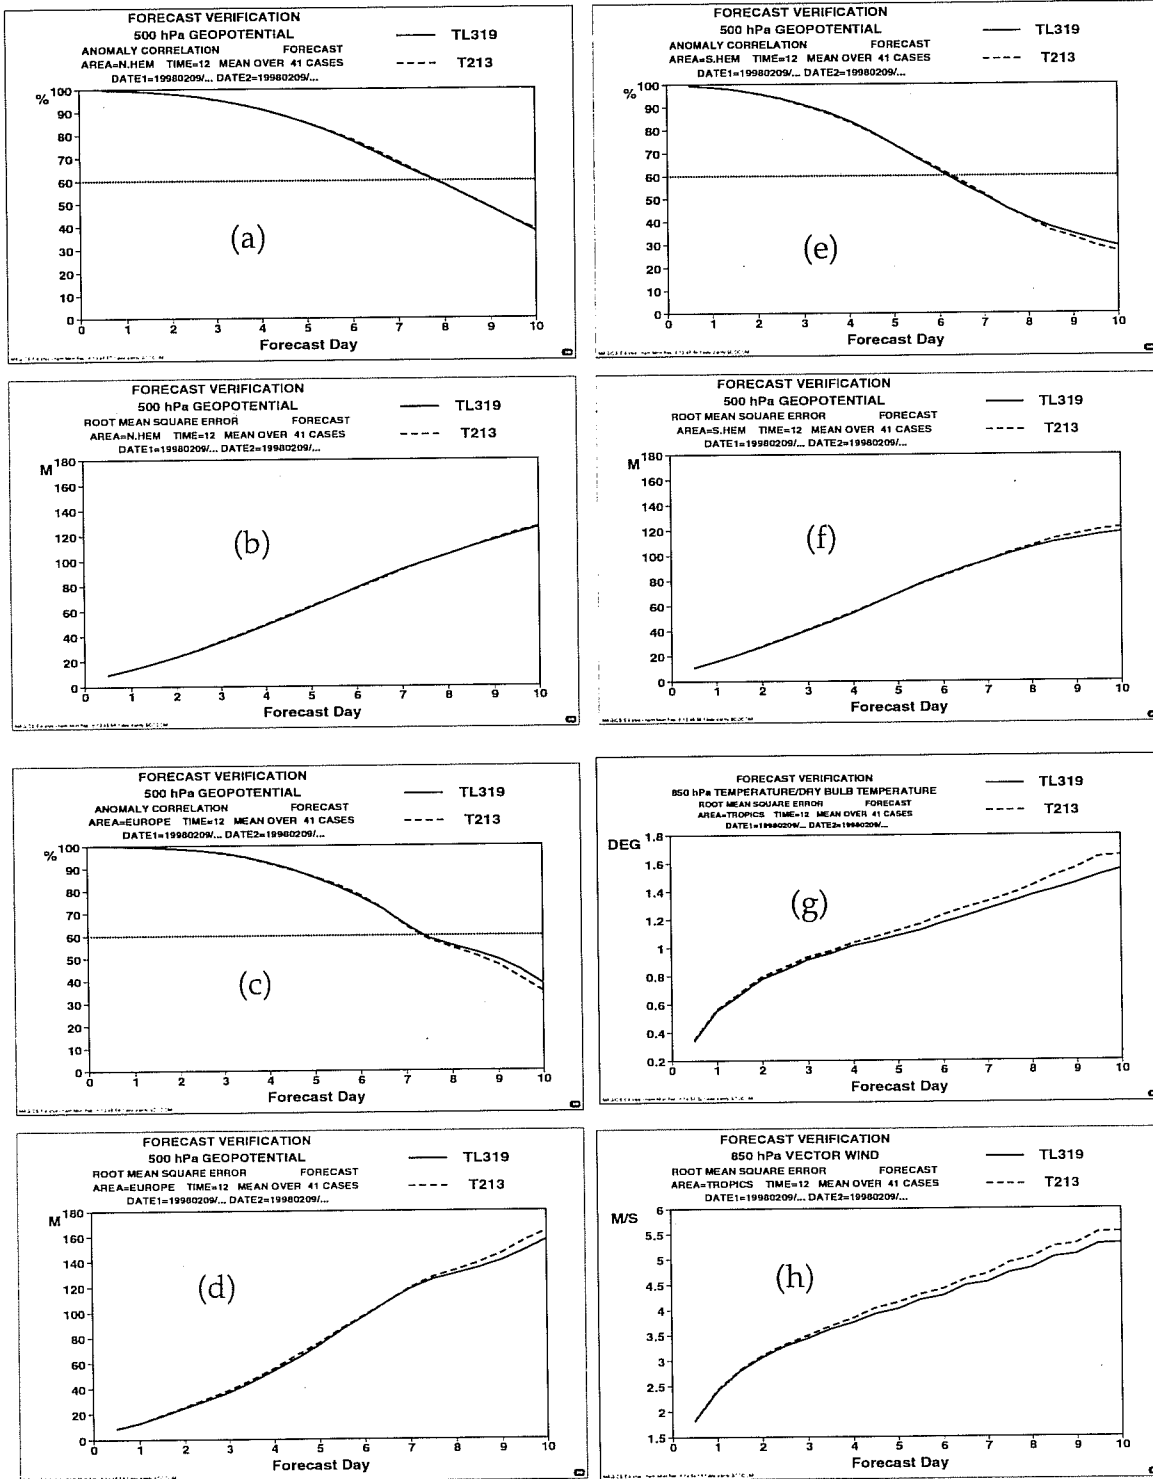 FORECAST VERIFICATION
500 hPa GEOPOTENTIAL
ANOMALY CORRELATION FORECAST
AREA=N.HEM TIME=12 MEAN OVER 41 CASES
DATE1=19980209/... DATE2=19980209/...
TL319
T213
%
100
90
80
70
60
50
40
30
20
10
0
(a)
0 1 2 3 4 5 6 7 8 9 10
Forecast Day
FORECAST VERIFICATION
500 hPa GEOPOTENTIAL
ROOT MEAN SQUARE ERROR FORECAST
AREA=N.HEM TIME=12 MEAN OVER 41 CASES
DATE1=19980209/... DATE2=19980209/...
TL319
T213
M
180
160
140
120
100
80
60
40
20
0
(b)
0 1 2 3 4 5 6 7 8 9 10
Forecast Day
FORECAST VERIFICATION
500 hPa GEOPOTENTIAL
ANOMALY CORRELATION FORECAST
AREA=EUROPE TIME=12 MEAN OVER 41 CASES
DATE1=19980209/... DATE2=19980209/...
TL319
T213
%
100
90
80
70
60
50
40
30
20
10
0
(c)
0 1 2 3 4 5 6 7 8 9 10
Forecast Day
FORECAST VERIFICATION
500 hPa GEOPOTENTIAL
ROOT MEAN SQUARE ERROR FORECAST
AREA=EUROPE TIME=12 MEAN OVER 41 CASES
DATE1=19980209/... DATE2=19980209/...
TL319
T213
M
180
160
140
120
100
80
60
40
20
0
(d)
0 1 2 3 4 5 6 7 8 9 10
Forecast Day
FORECAST VERIFICATION
500 hPa GEOPOTENTIAL
ANOMALY CORRELATION FORECAST
AREA=S.HEM TIME=12 MEAN OVER 41 CASES
DATE1=19980209/... DATE2=19980209/...
TL319
T213
%
100
90
80
70
60
50
40
30
20
10
0
(e)
0 1 2 3 4 5 6 7 8 9 10
Forecast Day
FORECAST VERIFICATION
500 hPa GEOPOTENTIAL
ROOT MEAN SQUARE ERROR FORECAST
AREA=S.HEM TIME=12 MEAN OVER 41 CASES
DATE1=19980209/... DATE2=19980209/...
TL319
T213
M
180
160
140
120
100
80
60
40
20
0
(f)
0 1 2 3 4 5 6 7 8 9 10
Forecast Day
FORECAST VERIFICATION
850 hPa TEMPERATURE/DRY BULB TEMPERATURE
ROOT MEAN SQUARE ERROR FORECAST
AREA=TROPICS TIME=12 MEAN OVER 41 CASES
DATE1=19980209/... DATE2=19980209/...
TL319
T213
DEG
1.8
1.6
1.4
1.2
1
0.8
0.6
0.4
0.2
(g)
0 1 2 3 4 5 6 7 8 9 10
Forecast Day
FORECAST VERIFICATION
850 hPa VECTOR WIND
ROOT MEAN SQUARE ERROR FORECAST
AREA=TROPICS TIME=12 MEAN OVER 41 CASES
DATE1=19980209/... DATE2=19980209/...
TL319
T213
M/S
6
5.5
5
4.5
4
3.5
3
2.5
2
1.5
(h)
0 1 2 3 4 5 6 7 8 9 10
Forecast Day